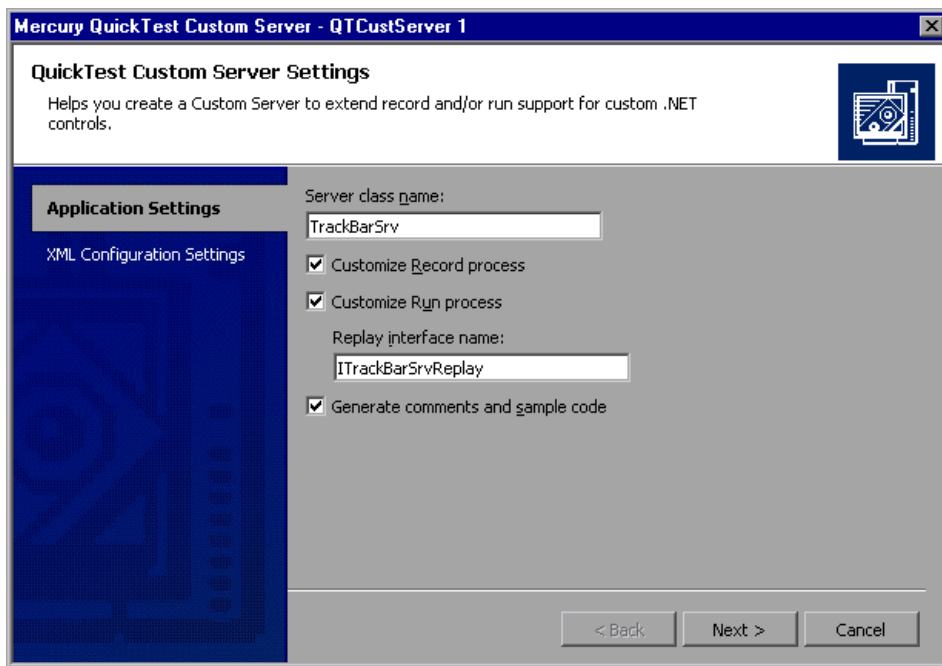 Mercury QuickTest Custom Server - QTCustServer 1
QuickTest Custom Server Settings
Helps you create a Custom Server to extend record and/or run support for custom .NET
controls.
Application Settings
XML Configuration Settings
Server class name:
TrackBarSrv
Customize Record process
Customize Run process
Replay interface name:
ITrackBarSrvReplay
Generate comments and sample code
< Back
Next >
Cancel